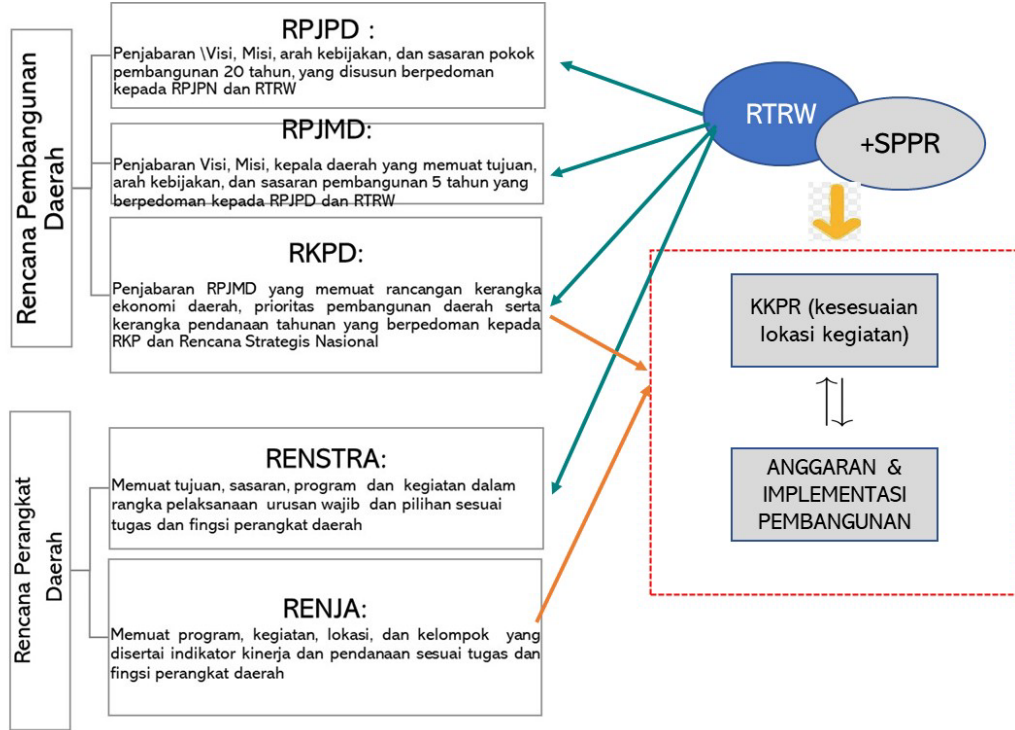 Rencana Pembangunan
Daerah
RPJPD :
Penjabaran \Visi, Misi, arah kebijakan, dan sasaran pokok
pembangunan 20 tahun, yang disusun berpedoman
kepada RPJPN dan RTRW
RPJMD:
Penjabaran Visi, Misi, kepala daerah yang memuat tujuan,
arah kebijakan, dan sasaran pembangunan 5 tahun yang
berpedoman kepada RPJPD dan RTRW
RKPD:
Penjabaran RPJMD yang memuat rancangan kerangka
ekonomi daerah, prioritas pembangunan daerah serta
kerangka pendanaan tahunan yang berpedoman kepada
RKP dan Rencana Strategis Nasional
Rencana Perangkat
Daerah
RENSTRA:
Memuat tujuan, sasaran, program dan kegiatan dalam
rangka pelaksanaan urusan wajib dan pilihan sesuai
tugas dan fingsi perangkat daerah
RENJA:
Memuat program, kegiatan, lokasi, dan kelompok yang
disertai indikator kinerja dan pendanaan sesuai tugas dan
fingsi perangkat daerah
RTRW
+SPPR
KKPR (kesesuaian
lokasi kegiatan)
ANGGARAN &
IMPLEMENTASI
PEMBANGUNAN